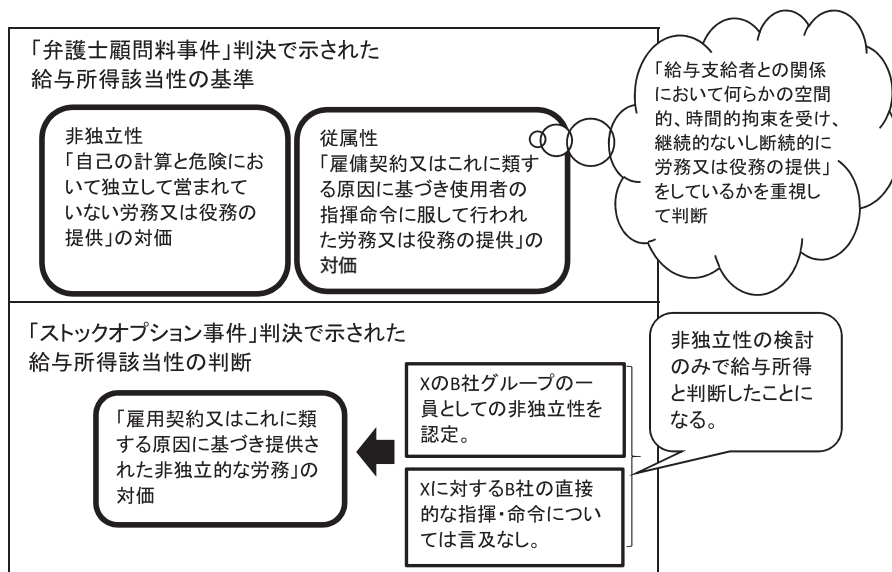 「弁護士顧問料事件」判決で示された
給与所得該当性の基準
非独立性
「自己の計算と危険にお
いて独立して営まれて
いない労務又は役務の
提供」の対価
従属性
「雇傭契約又はこれに類す
る原因に基づき使用者の
指揮命令に服して行われ
た労務又は役務の提供」の
対価
「給与支給者との関係
において何らかの空間
的、時間的拘束を受け、
継続的ないし断続的に
労務又は役務の提供」
をしているかを重視し
て判断
「ストックオプション事件」判決で示された
給与所得該当性の判断
「雇用契約又はこれに類
する原因に基づき提供さ
れた非独立的な労務」の
対価
XのB社グループの一
員としての非独立性を
認定。
Xに対するB社の直接
的な指揮・命令につい
ては言及なし。
非独立性の検討
のみで給与所得
と判断したことに
なる。